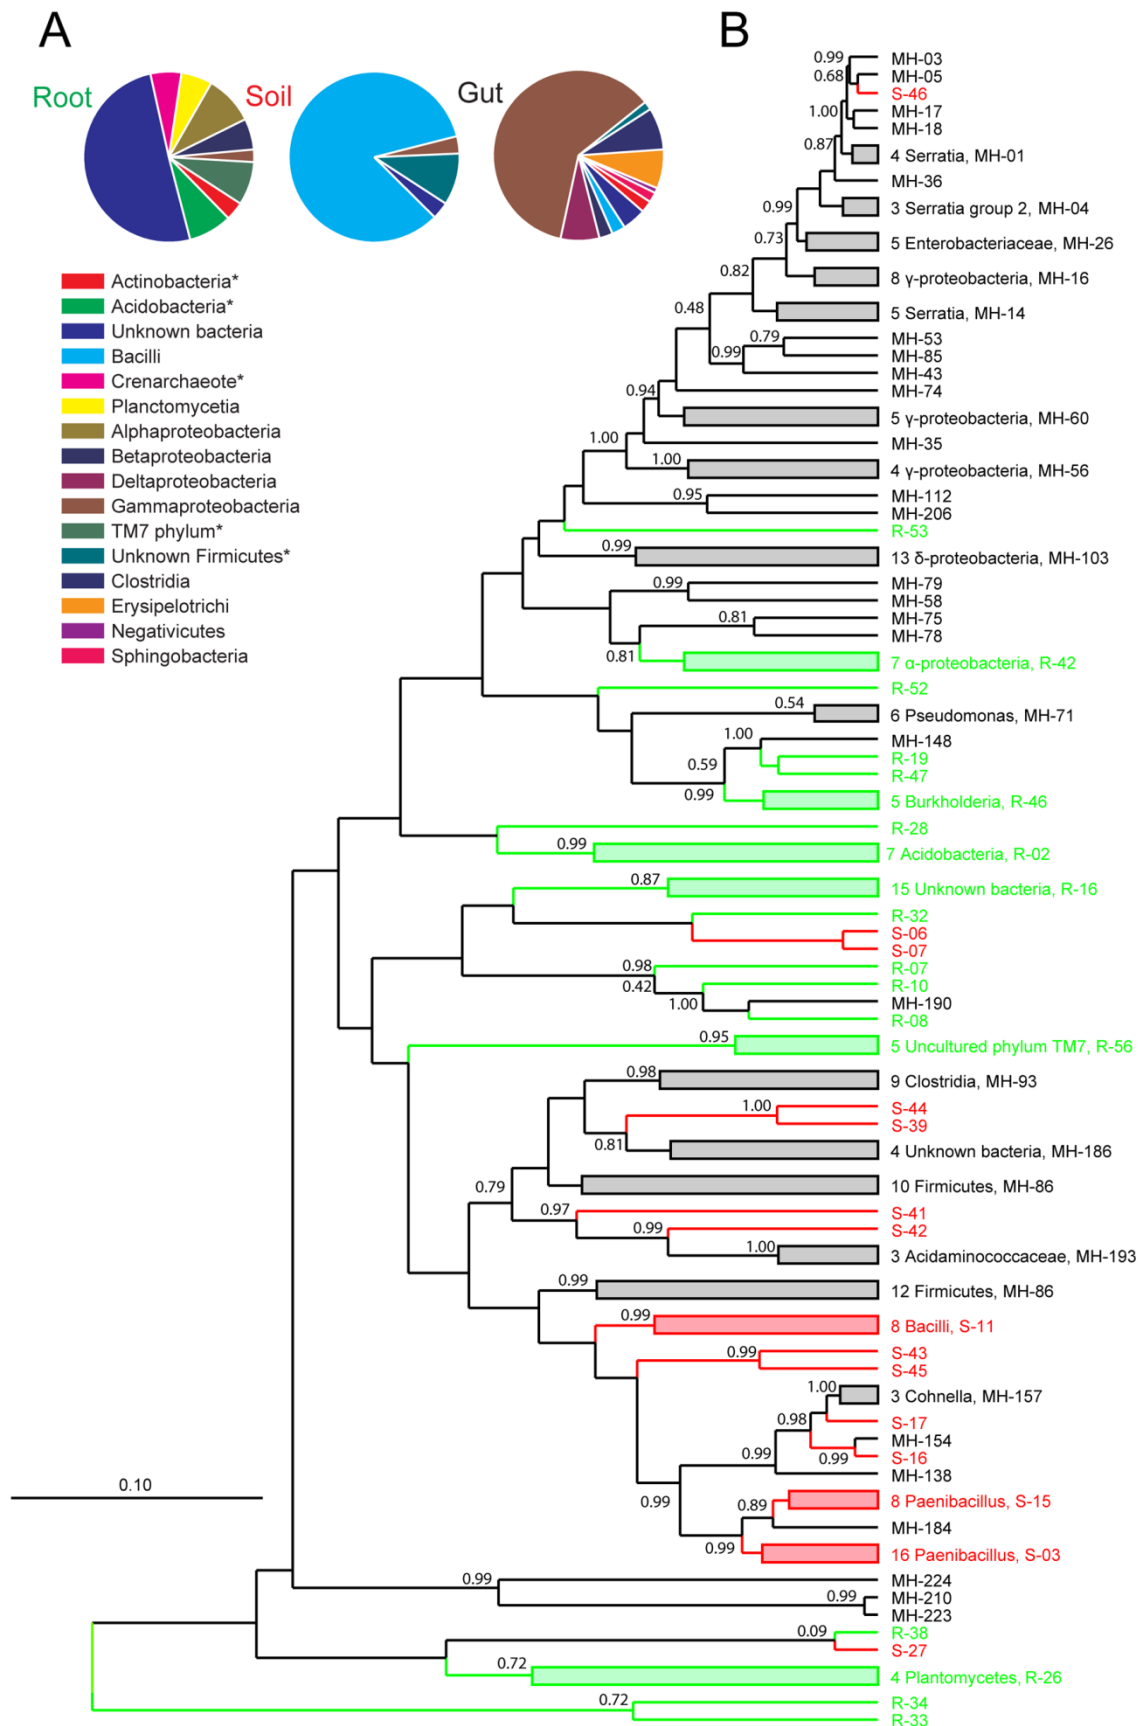 A
Root
Soil
Gut
Actinobacteria*
Acidobacteria*
Unknown bacteria
Bacilli
Crenarchaeote*
Planctomycetia
Alphaproteobacteria
Betaproteobacteria
Deltaproteobacteria
Gammaproteobacteria
TM7 phylum*
Unknown Firmicutes*
Clostridia
Erysipelotrichi
Negativicutes
Sphingobacteria
0.10
B
0.99
MH-03
0.68
MH-05
S-46
1.00
MH-17
MH-18
0.87
4 Serratia, MH-01
MH-36
0.99
3 Serratia group 2, MH-04
0.73
5 Enterobacteriaceae, MH-26
0.82
8 γ-proteobacteria, MH-16
0.48
5 Serratia, MH-14
0.79
MH-53
0.99
MH-85
MH-43
0.94
MH-74
5 γ-proteobacteria, MH-60
1.00
MH-35
1.00
4 γ-proteobacteria, MH-56
0.95
MH-112
MH-206
R-53
0.99
13 δ-proteobacteria, MH-103
0.99
MH-79
MH-58
0.81
MH-75
MH-78
0.81
7 α-proteobacteria, R-42
R-52
0.54
6 Pseudomonas, MH-71
1.00
MH-148
0.59
R-19
R-47
0.99
5 Burkholderia, R-46
R-28
0.99
7 Acidobacteria, R-02
0.87
15 Unknown bacteria, R-16
R-32
S-06
S-07
0.98
R-07
0.42
R-10
1.00
MH-190
R-08
0.95
5 Uncultured phylum TM7, R-56
0.98
9 Clostridia, MH-93
1.00
S-44
S-39
0.81
4 Unknown bacteria, MH-186
0.79
10 Firmicutes, MH-86
0.97
S-41
0.99
S-42
1.00
3 Acidaminococcaceae, MH-193
0.99
12 Firmicutes, MH-86
0.99
8 Bacilli, S-11
0.99
S-43
S-45
1.00
3 Cohnella, MH-157
0.98
S-17
MH-154
0.99
0.99
S-16
MH-138
0.99
0.89
8 Paenibacillus, S-15
MH-184
0.99
16 Paenibacillus, S-03
0.99
MH-224
0.99
MH-210
MH-223
0.09
R-38
S-27
0.72
4 Plantomycetes, R-26
0.72
R-34
R-33